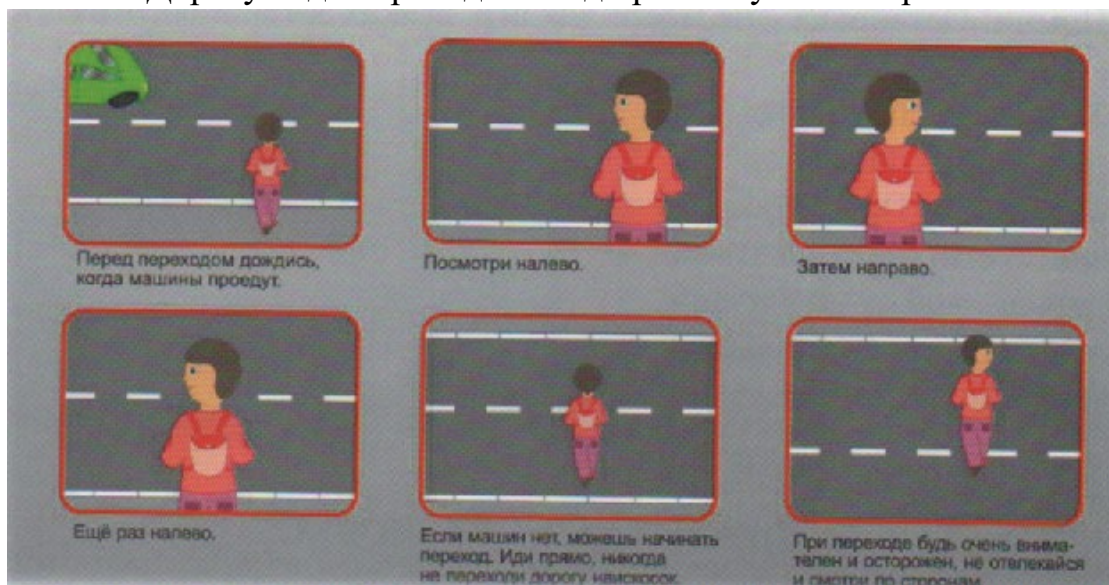 Перед переходом дождись,
когда машины проедут.
Посмотри налево.
Затем направо.
Ещё раз налево.
Если машин нет, можешь начинать
переход. Иди прямо, никогда
не переходи дорогу наискосок.
При переходе будь очень внима-
телен и осторожен, не отвлекайся
и смотри по сторонам.